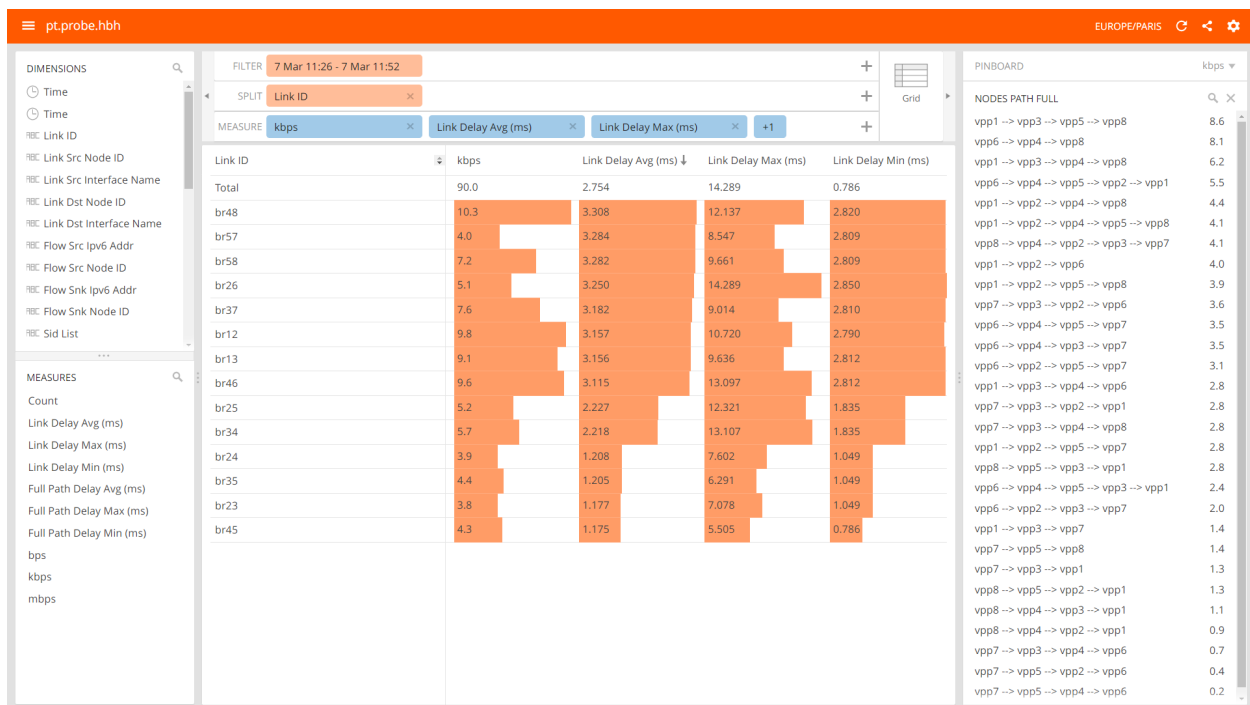 pt.probe.hbh
EUROPE/PARIS
DIMENSIONS
Time
Time
ABC Link ID
ABC Link Src Node ID
ABC Link Src Interface Name
ABC Link Dst Node ID
ABC Link Dst Interface Name
ABC Flow Src Ipv6 Addr
ABC Flow Src Node ID
ABC Flow Snk Ipv6 Addr
ABC Flow Snk Node ID
ABC Sid List
MEASURES
Count
Link Delay Avg (ms)
Link Delay Max (ms)
Link Delay Min (ms)
Full Path Delay Avg (ms)
Full Path Delay Max (ms)
Full Path Delay Min (ms)
bps
kbps
mbps
FILTER 7 Mar 11:26 - 7 Mar 11:52
SPLIT Link ID
MEASURE kbps Link Delay Avg (ms) Link Delay Max (ms) +1
Grid
Link ID kbps Link Delay Avg (ms) Link Delay Max (ms) Link Delay Min (ms)
Total 90.0 2.754 14.289 0.786
br48 10.3 3.308 12.137 2.820
br57 4.0 3.284 8.547 2.809
br58 7.2 3.282 9.661 2.809
br26 5.1 3.250 14.289 2.850
br37 7.6 3.182 9.014 2.810
br12 9.8 3.157 10.720 2.790
br13 9.1 3.156 9.636 2.812
br46 9.6 3.115 13.097 2.812
br25 5.2 2.227 12.321 1.835
br34 5.7 2.218 13.107 1.835
br24 3.9 1.208 7.602 1.049
br35 4.4 1.205 6.291 1.049
br23 3.8 1.177 7.078 1.049
br45 4.3 1.175 5.505 0.786
PINBOARD kbps
NODES PATH FULL
vpp1 --> vpp3 --> vpp5 --> vpp8 8.6
vpp6 --> vpp4 --> vpp8 8.1
vpp1 --> vpp3 --> vpp4 --> vpp8 6.2
vpp6 --> vpp4 --> vpp5 --> vpp2 --> vpp1 5.5
vpp1 --> vpp2 --> vpp4 --> vpp8 4.4
vpp1 --> vpp2 --> vpp4 --> vpp5 --> vpp8 4.1
vpp8 --> vpp4 --> vpp2 --> vpp3 --> vpp7 4.1
vpp1 --> vpp2 --> vpp6 4.0
vpp1 --> vpp2 --> vpp5 --> vpp8 3.9
vpp7 --> vpp3 --> vpp2 --> vpp6 3.6
vpp6 --> vpp4 --> vpp5 --> vpp7 3.5
vpp6 --> vpp4 --> vpp3 --> vpp7 3.5
vpp6 --> vpp2 --> vpp5 --> vpp7 3.1
vpp1 --> vpp3 --> vpp4 --> vpp6 2.8
vpp7 --> vpp3 --> vpp2 --> vpp1 2.8
vpp7 --> vpp3 --> vpp4 --> vpp8 2.8
vpp1 --> vpp2 --> vpp5 --> vpp7 2.8
vpp8 --> vpp5 --> vpp3 --> vpp1 2.8
vpp6 --> vpp4 --> vpp5 --> vpp3 --> vpp1 2.4
vpp6 --> vpp2 --> vpp3 --> vpp7 2.0
vpp1 --> vpp3 --> vpp7 1.4
vpp7 --> vpp5 --> vpp8 1.4
vpp7 --> vpp3 --> vpp1 1.3
vpp8 --> vpp5 --> vpp2 --> vpp1 1.3
vpp8 --> vpp4 --> vpp3 --> vpp1 1.1
vpp8 --> vpp4 --> vpp2 --> vpp1 0.9
vpp7 --> vpp3 --> vpp4 --> vpp6 0.7
vpp7 --> vpp5 --> vpp2 --> vpp6 0.4
vpp7 --> vpp5 --> vpp4 --> vpp6 0.2